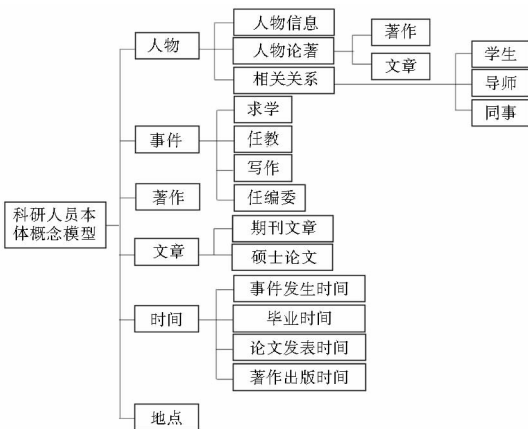 科研人员本
体概念模型
人物
人物信息
人物论著
著作
文章
相关关系
学生
导师
同事
事件
求学
任教
写作
任编委
著作
文章
期刊文章
硕士论文
时间
事件发生时间
毕业时间
论文发表时间
著作出版时间
地点